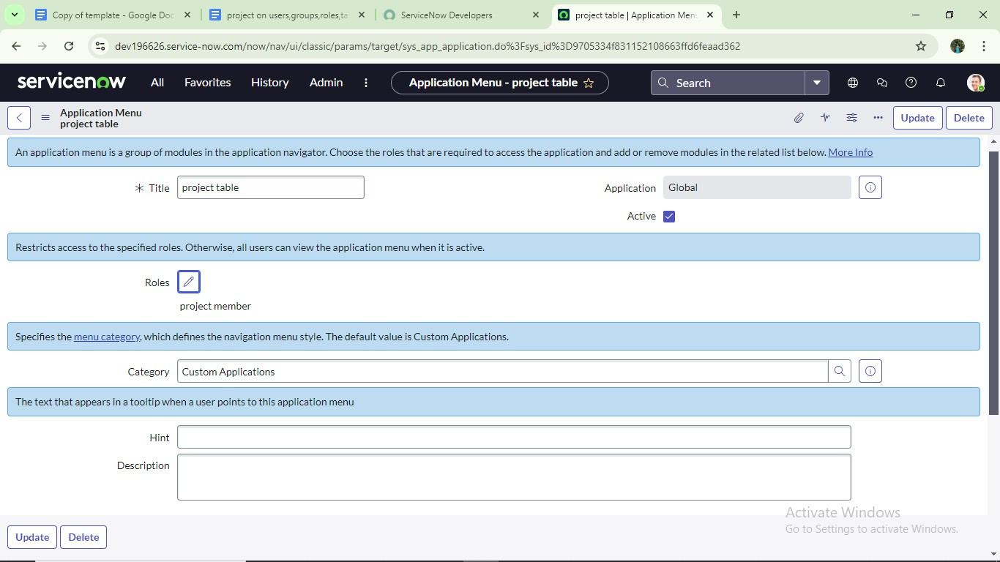 Copy of template - Google Doc
project on users,groups,roles,ta
ServiceNow Developers
project table | Application Men
dev196626.service-now.com/now/nav/ui/classic/params/target/sys_app_application.do%3Fsys_id%3D9705334f831152108663ffd6feaad362
servicenow All Favorites History Admin Application Menu - project table Search
Application Menu
project table
Update Delete
An application menu is a group of modules in the application navigator. Choose the roles that are required to access the application and add or remove modules in the related list below. More Info
Title project table Application Global
Active
Restricts access to the specified roles. Otherwise, all users can view the application menu when it is active.
Roles
project member
Specifies the menu category, which defines the navigation menu style. The default value is Custom Applications.
Category Custom Applications
The text that appears in a tooltip when a user points to this application menu
Hint
Description
Activate Windows
Go to Settings to activate Windows.
Update Delete